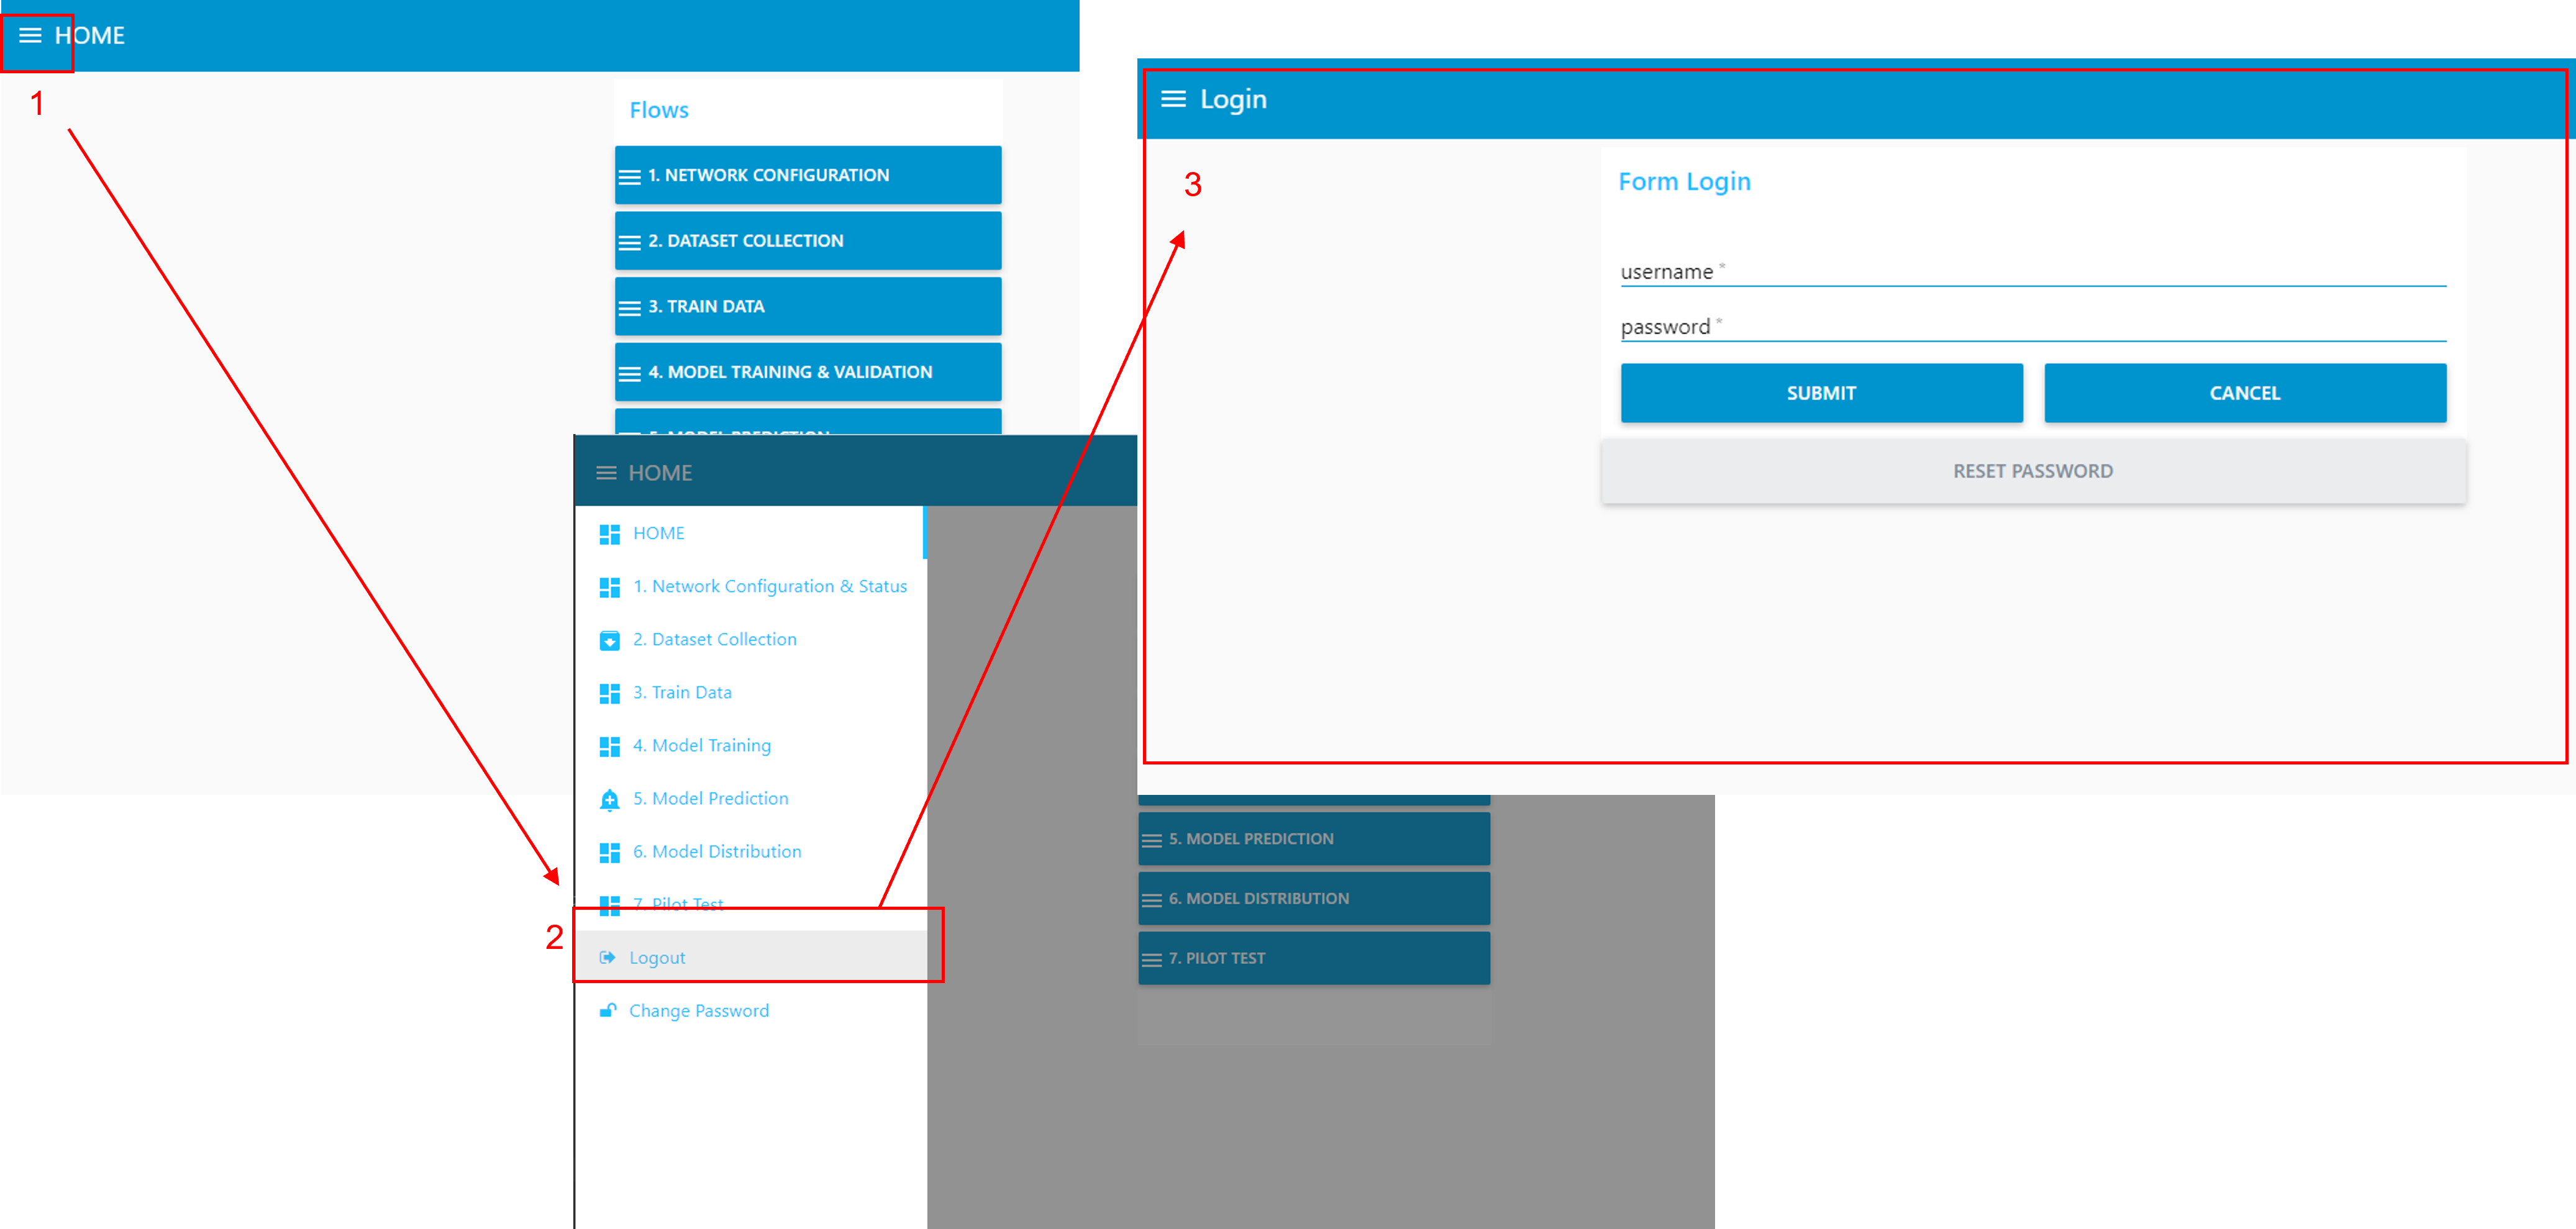 HOME
1
Flows
1. NETWORK CONFIGURATION
2. DATASET COLLECTION
3. TRAIN DATA
4. MODEL TRAINING & VALIDATION
5. MODEL PREDICTION
HOME
HOME
1. Network Configuration & Status
2. Dataset Collection
3. Train Data
4. Model Training
5. Model Prediction
6. Model Distribution
7. Pilot Test
2
Logout
Change Password
5. MODEL PREDICTION
6. MODEL DISTRIBUTION
7. PILOT TEST
Login
3
Form Login
username *
password *
SUBMIT CANCEL
RESET PASSWORD